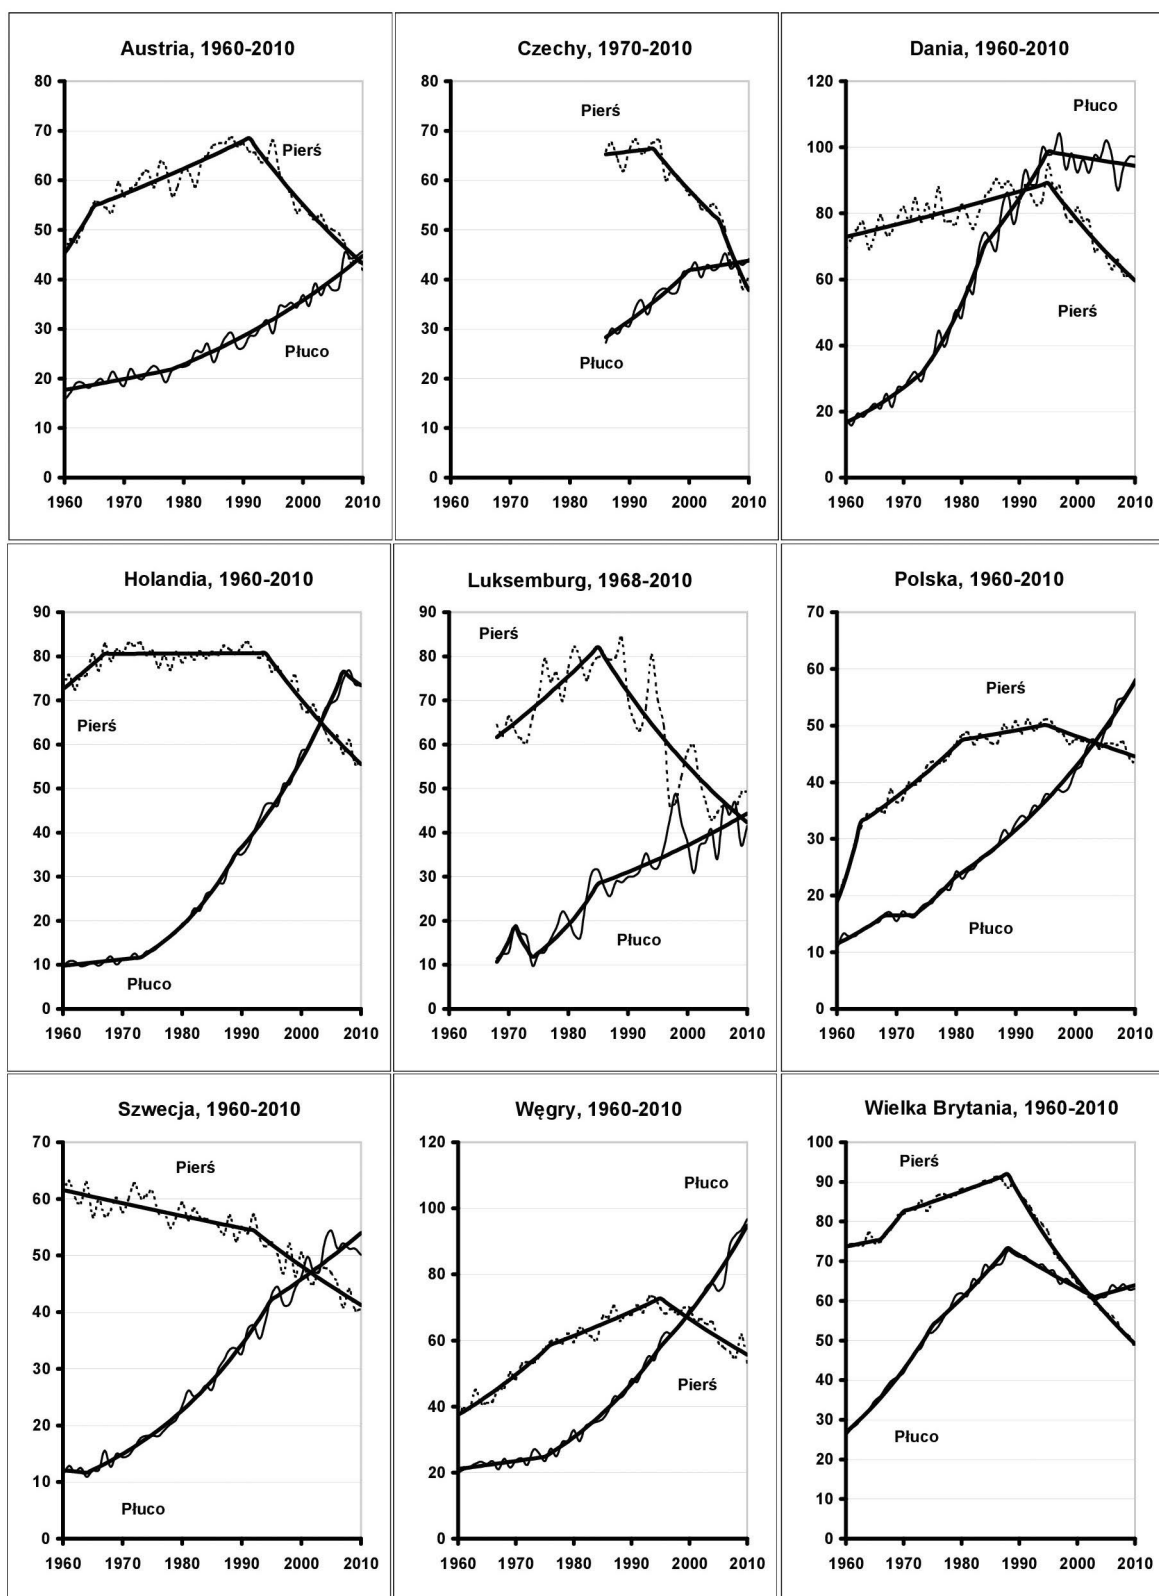 Austria, 1960-2010
80
70
60
50
40
30
20
10
0
1960 1970 1980 1990 2000 2010
Pierś
Płuco
Czechy, 1970-2010
80
70
60
50
40
30
20
10
0
1960 1970 1980 1990 2000 2010
Pierś
Płuco
Dania, 1960-2010
120
100
80
60
40
20
0
1960 1970 1980 1990 2000 2010
Płuco
Pierś
Holandia, 1960-2010
90
80
70
60
50
40
30
20
10
0
1960 1970 1980 1990 2000 2010
Pierś
Płuco
Luksemburg, 1968-2010
90
80
70
60
50
40
30
20
10
0
1960 1970 1980 1990 2000 2010
Pierś
Płuco
Polska, 1960-2010
70
60
50
40
30
20
10
0
1960 1970 1980 1990 2000 2010
Pierś
Płuco
Szwecja, 1960-2010
70
60
50
40
30
20
10
0
1960 1970 1980 1990 2000 2010
Pierś
Płuco
Węgry, 1960-2010
120
100
80
60
40
20
0
1960 1970 1980 1990 2000 2010
Płuco
Pierś
Wielka Brytania, 1960-2010
100
90
80
70
60
50
40
30
20
10
0
1960 1970 1980 1990 2000 2010
Pierś
Płuco